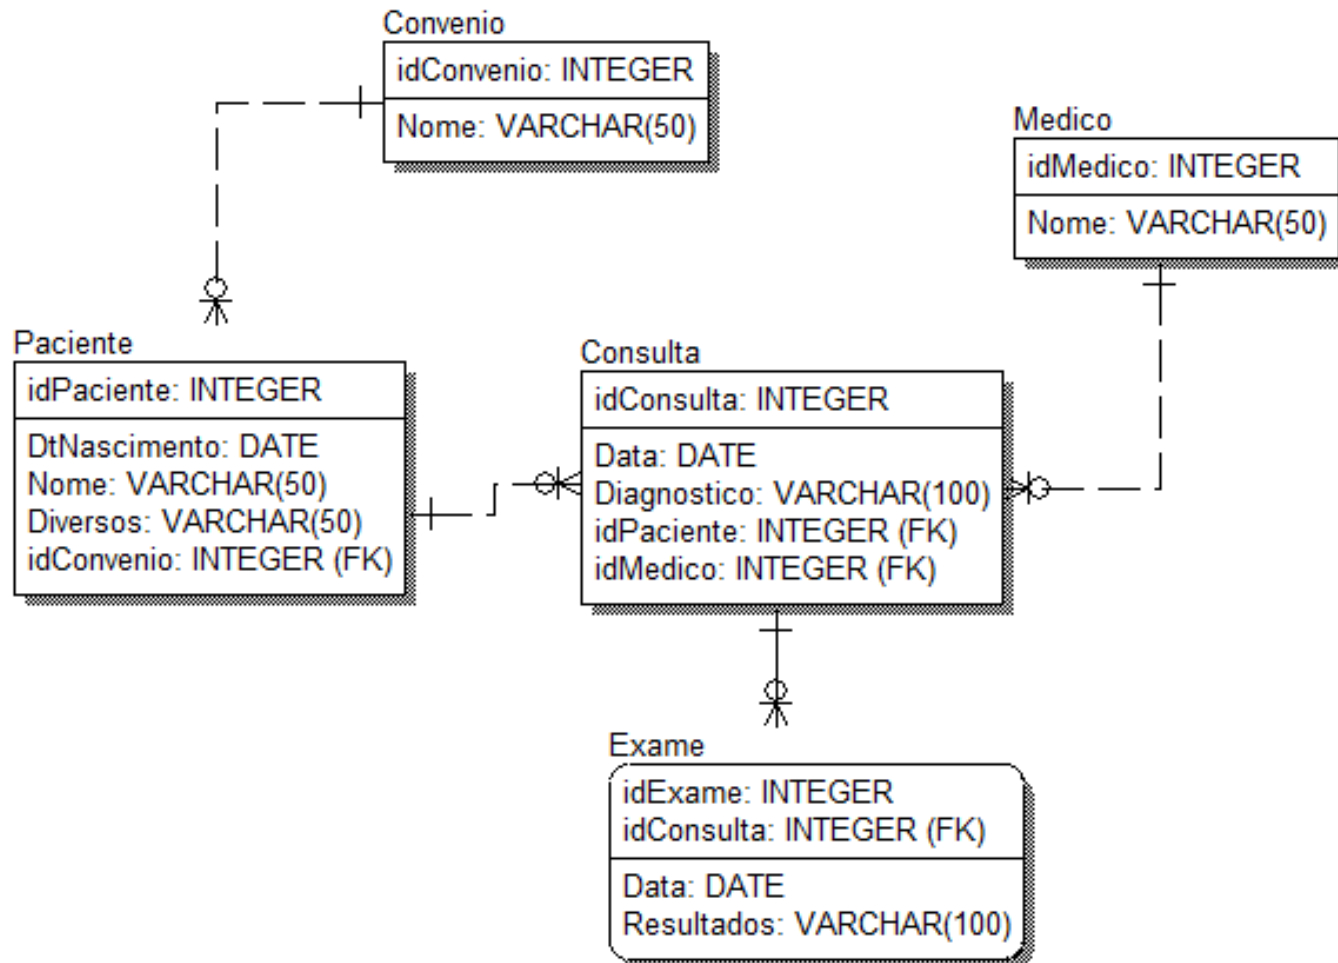 Convenio
idConvenio: INTEGER
Nome: VARCHAR(50)
Medico
idMedico: INTEGER
Nome: VARCHAR(50)
Paciente
idPaciente: INTEGER
DtNascimento: DATE
Nome: VARCHAR(50)
Diversos: VARCHAR(50)
idConvenio: INTEGER (FK)
Consulta
idConsulta: INTEGER
Data: DATE
Diagnostico: VARCHAR(100)
idPaciente: INTEGER (FK)
idMedico: INTEGER (FK)
Exame
idExame: INTEGER
idConsulta: INTEGER (FK)
Data: DATE
Resultados: VARCHAR(100)